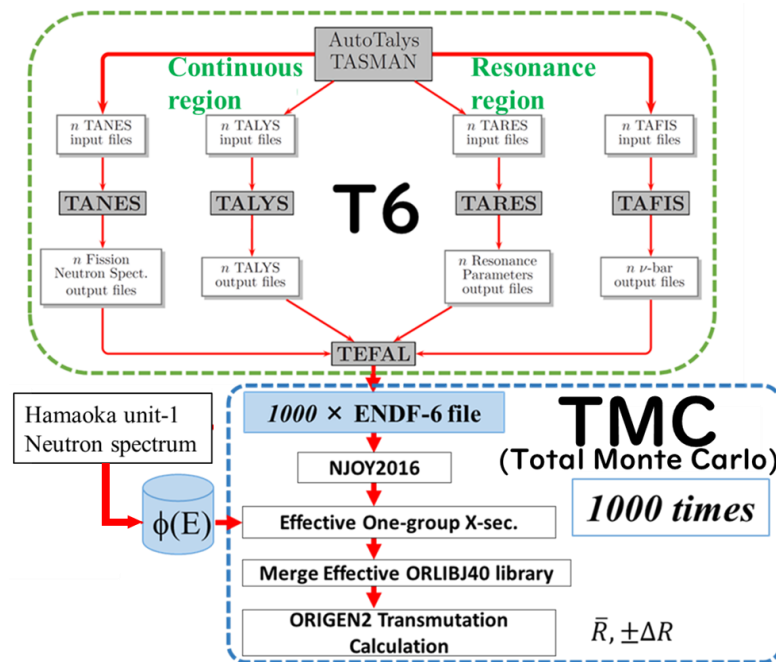 AutoTalys
TASMAN
Continuous
region
Resonance
region
n TANES
input files
n TALYS
input files
n TARES
input files
n TAFIS
input files
TANES
TALYS
T6
TARES
TAFIS
n Fission
Neutron Spect.
output files
n TALYS
output files
n Resonance
Parameters
output files
n ν-bar
output files
TEFAL
Hamaoka unit-1
Neutron spectrum
1000 × ENDF-6 file
TMC
(Total Monte Carlo)
NJOY2016
1000 times
ϕ(E)
Effective One-group X-sec.
Merge Effective ORLIBJ40 library
ORIGEN2 Transmutation
Calculation
R̄, ±ΔR